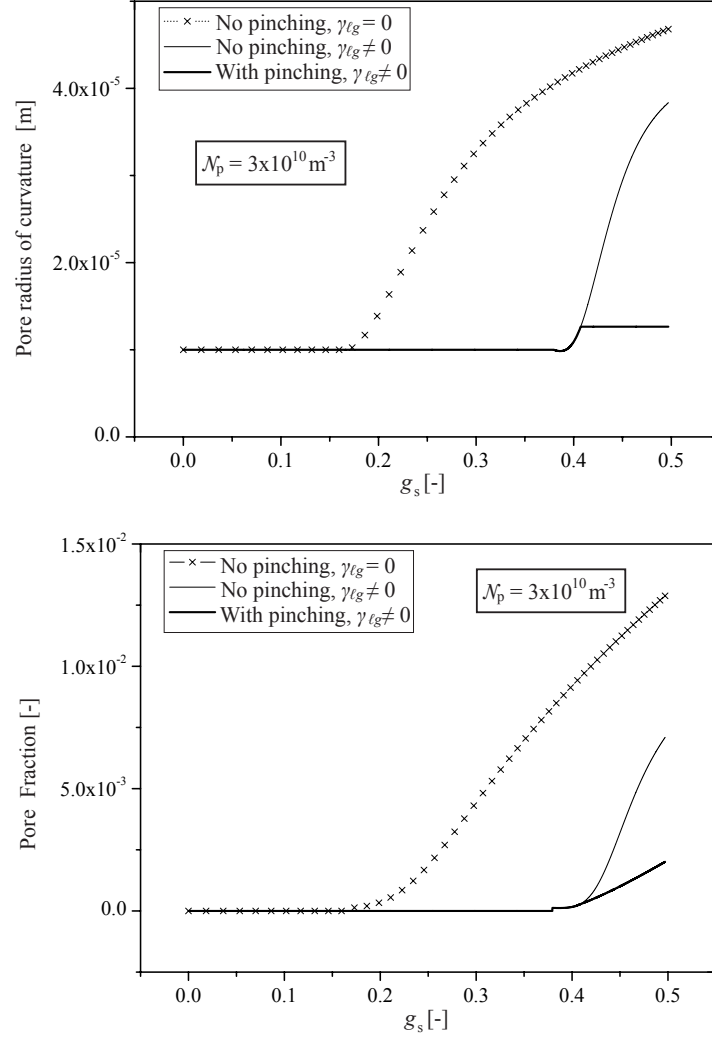 No pinching, γℓg = 0
No pinching, γℓg ≠ 0
With pinching, γℓg ≠ 0
𝒩p = 3x10¹⁰ m⁻³
4.0x10⁻⁵
2.0x10⁻⁵
0.0
Pore radius of curvature [m]
0.0 0.1 0.2 0.3 0.4 0.5
gs [-]
1.5x10⁻²
No pinching, γℓg = 0
No pinching, γℓg ≠ 0
With pinching, γℓg ≠ 0
𝒩p = 3x10¹⁰ m⁻³
1.0x10⁻²
5.0x10⁻³
0.0
Pore Fraction [-]
0.0 0.1 0.2 0.3 0.4 0.5
gs [-]